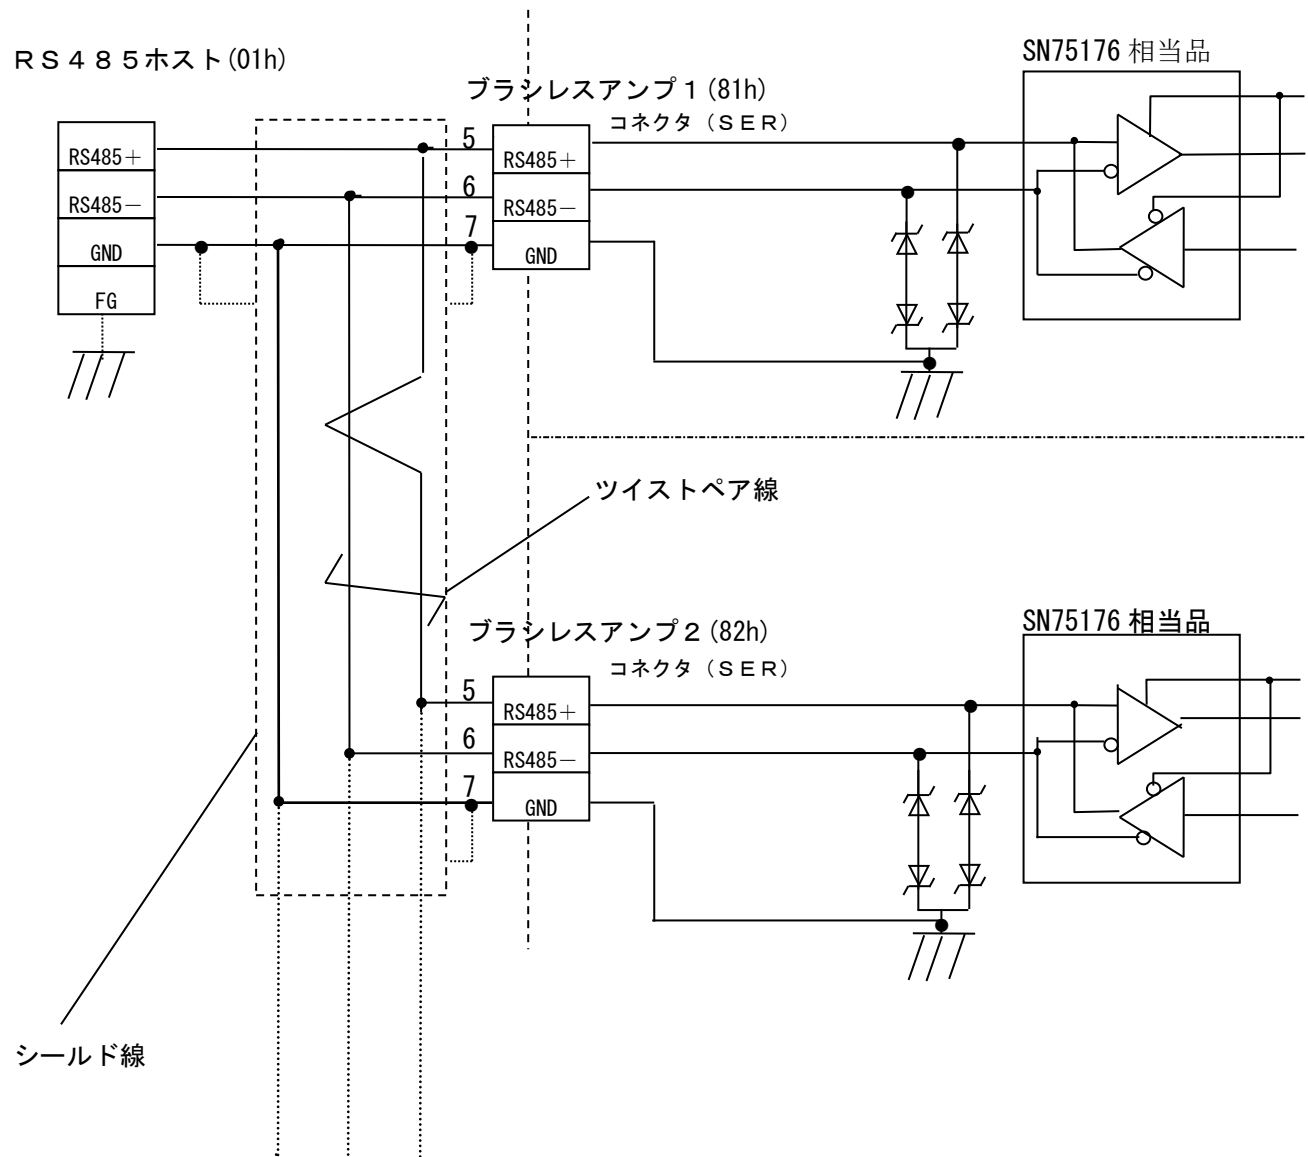 RS485ホスト(01h)
RS485+
RS485−
GND
FG
ブラシレスアンプ1(81h)
コネクタ(SER)
5
RS485+
6
RS485−
7
GND
SN75176 相当品
ツイストペア線
ブラシレスアンプ2(82h)
コネクタ(SER)
5
RS485+
6
RS485−
7
GND
SN75176 相当品
シールド線